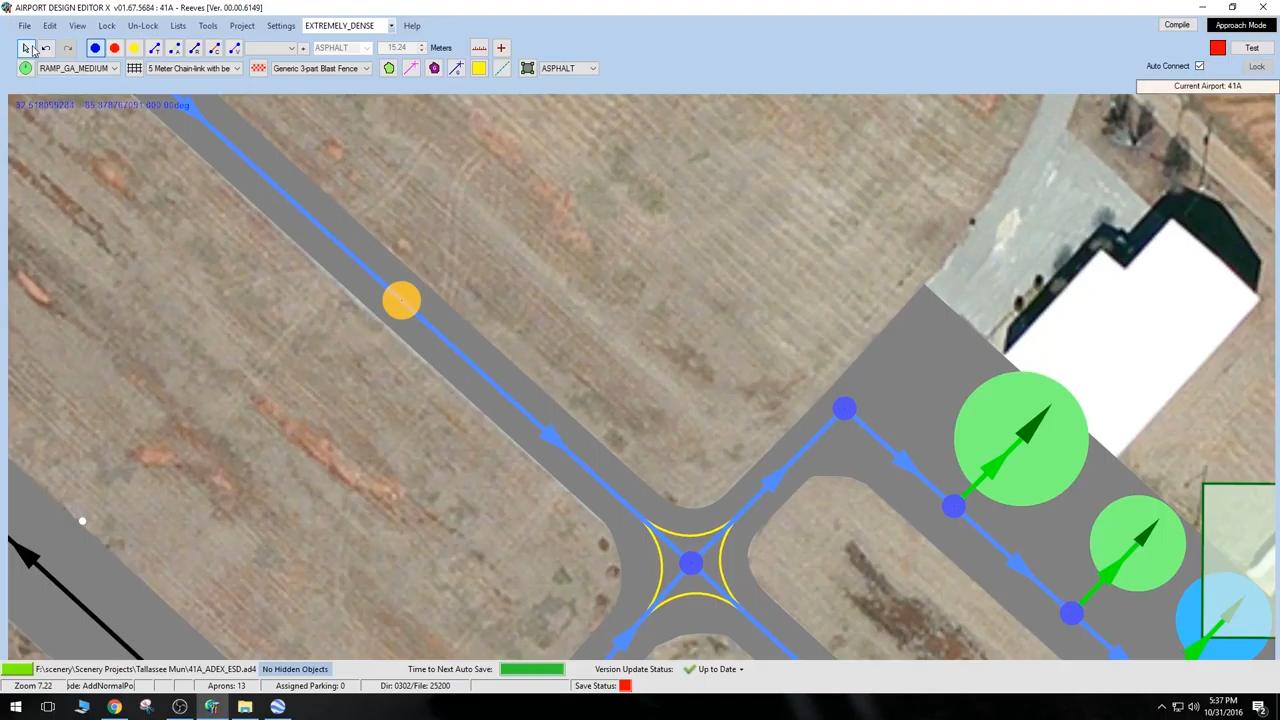 AIRPORT DESIGN EDITOR X v01.67.5684 : 41A - Reeves [Ver. 00.00.6149]
File Edit View Lock Un-Lock Lists Tools Project Settings EXTREMELY_DENSE Help Compile Approach Mode
ASPHALT 15.24 Meters Test
RAMP_GA_MEDIUM 5 Meter Chain-link with be Generic 3-part Blast Fence ASPHALT Auto Connect Lock
Current Airport: 41A
F:\scenery\Scenery Projects\Tallassee Mun\41A_ADEX_ESD.ad4 No Hidden Objects Time to Next Auto Save: Version Update Status: Up to Date
Zoom 7.22 de: AddNormalPo Aprons: 13 Assigned Parking: 0 Dir: 0302/File: 25200 Save Status:
5:37 PM
10/31/2016